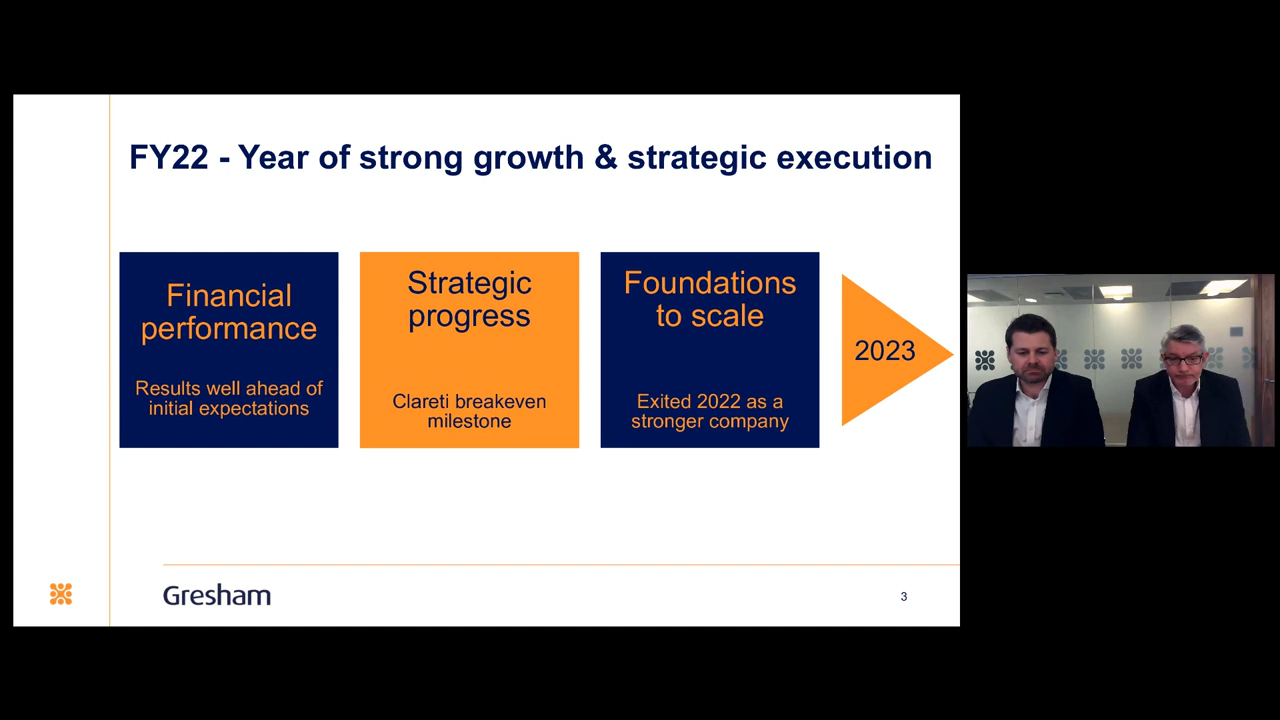 FY22 - Year of strong growth & strategic execution
Financial
performance
Results well ahead of
initial expectations
Strategic
progress
Clareti breakeven
milestone
Foundations
to scale
Exited 2022 as a
stronger company
2023
Gresham
3